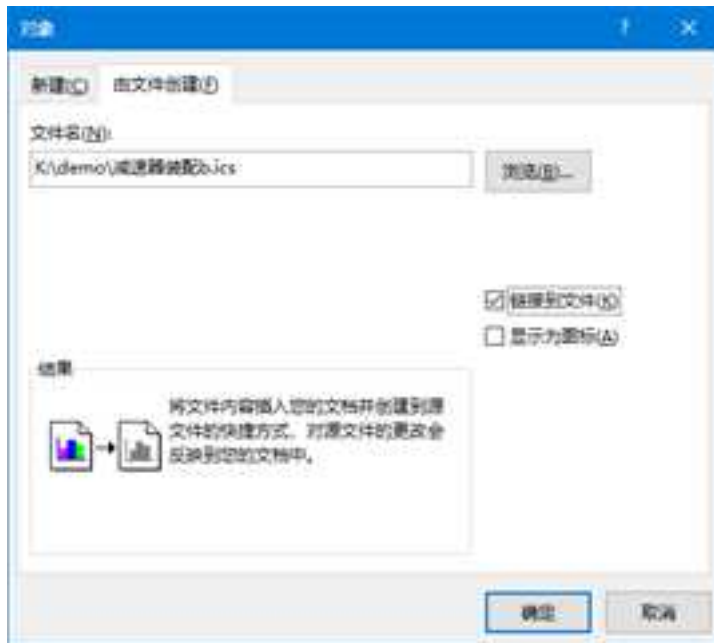 对象
?
×
新建(C)
由文件创建(F)
文件名(N):
K:\demo\减速器装配b.ics
浏览(B)...
链接到文件(K)
显示为图标(A)
结果
将文件内容插入您的文档并创建到源
文件的快捷方式。对源文件的更改会
反映到您的文档中。
确定
取消